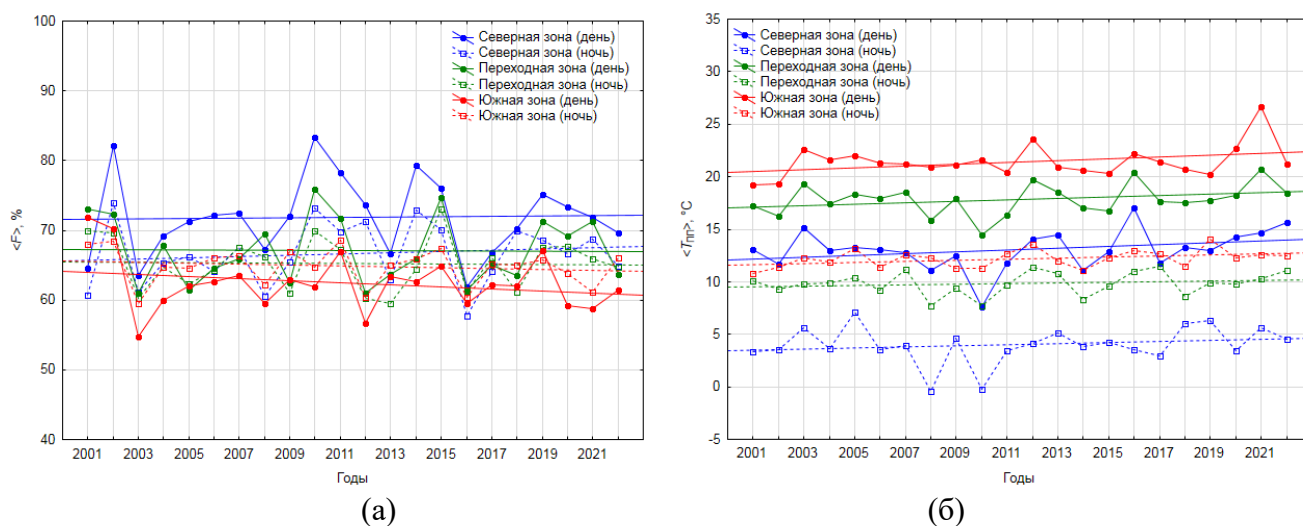 100
90
80
70
60
50
40
<F>, %
Северная зона (день)
Северная зона (ночь)
Переходная зона (день)
Переходная зона (ночь)
Южная зона (день)
Южная зона (ночь)
2001 2003 2005 2007 2009 2011 2013 2015 2017 2019 2021
Годы
(а)
35
30
25
20
15
10
5
0
-5
<Tпп>, °C
Северная зона (день)
Северная зона (ночь)
Переходная зона (день)
Переходная зона (ночь)
Южная зона (день)
Южная зона (ночь)
2001 2003 2005 2007 2009 2011 2013 2015 2017 2019 2021
Годы
(б)